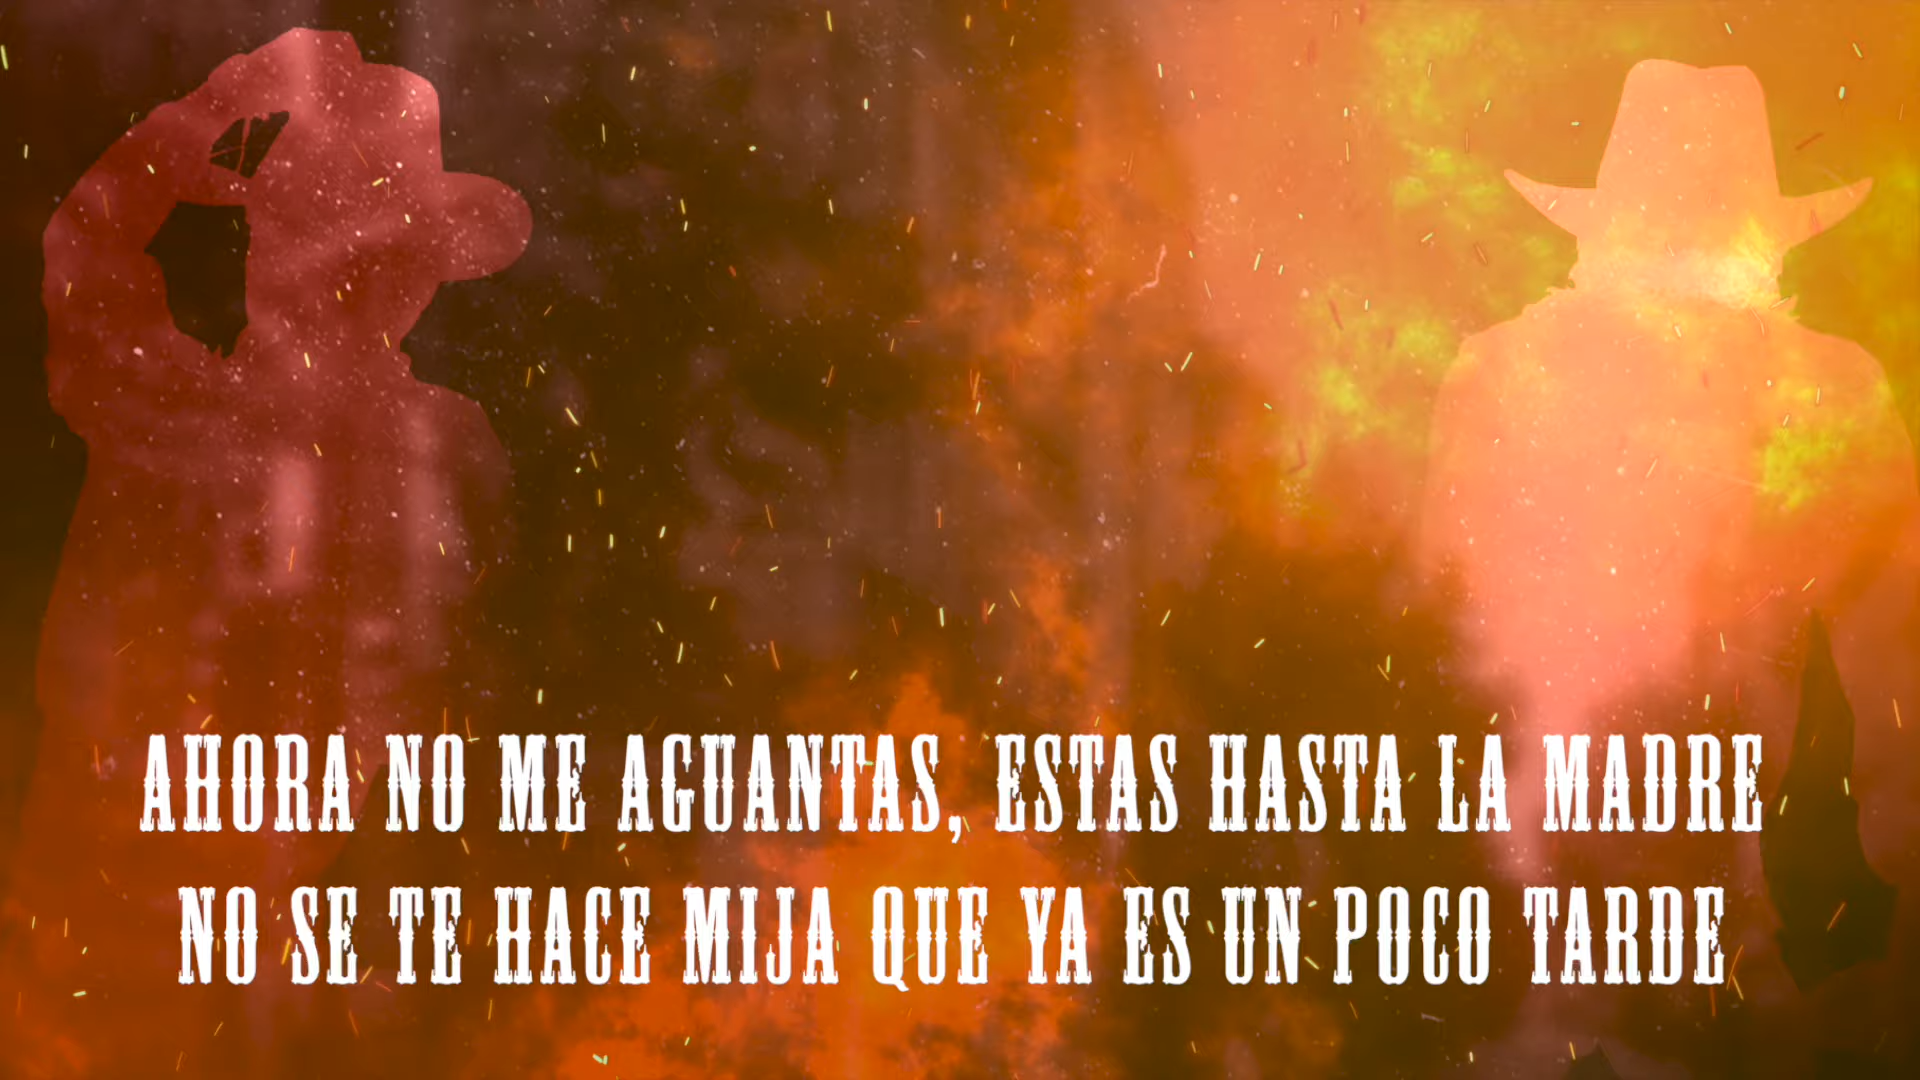 AHORA NO ME AGUANTAS, ESTAS HASTA LA MADRE
NO SE TE HACE MIJA QUE YA ES UN POCO TARDE